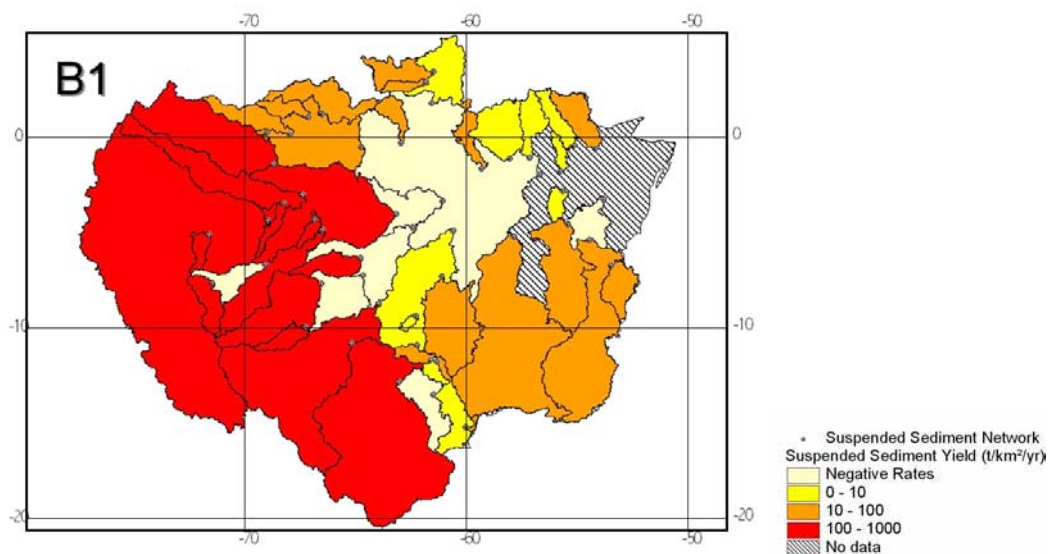 -70 -60 -50
B1
0 0
-10 -10
-20 -20
-70 -60 -50
Suspended Sediment Network
Suspended Sediment Yield (t/km²/yr)
Negative Rates
0 - 10
10 - 100
100 - 1000
No data